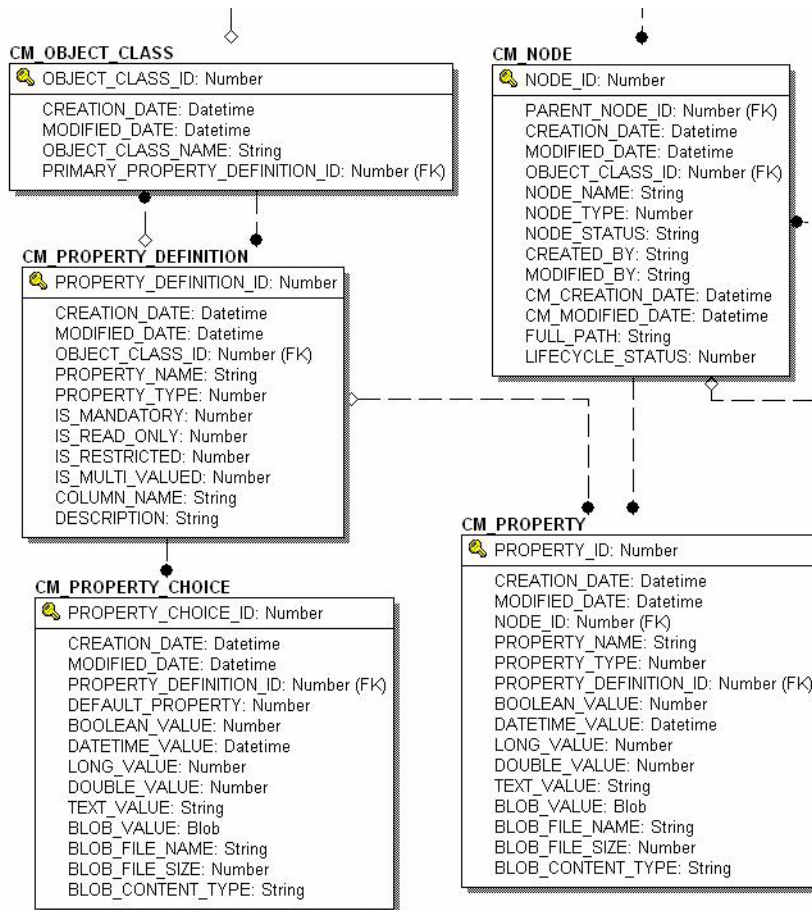 CM_OBJECT_CLASS
OBJECT_CLASS_ID: Number
CREATION_DATE: Datetime
MODIFIED_DATE: Datetime
OBJECT_CLASS_NAME: String
PRIMARY_PROPERTY_DEFINITION_ID: Number (FK)
CM_PROPERTY_DEFINITION
PROPERTY_DEFINITION_ID: Number
CREATION_DATE: Datetime
MODIFIED_DATE: Datetime
OBJECT_CLASS_ID: Number (FK)
PROPERTY_NAME: String
PROPERTY_TYPE: Number
IS_MANDATORY: Number
IS_READ_ONLY: Number
IS_RESTRICTED: Number
IS_MULTI_VALUED: Number
COLUMN_NAME: String
DESCRIPTION: String
CM_PROPERTY_CHOICE
PROPERTY_CHOICE_ID: Number
CREATION_DATE: Datetime
MODIFIED_DATE: Datetime
PROPERTY_DEFINITION_ID: Number (FK)
DEFAULT_PROPERTY: Number
BOOLEAN_VALUE: Number
DATETIME_VALUE: Datetime
LONG_VALUE: Number
DOUBLE_VALUE: Number
TEXT_VALUE: String
BLOB_VALUE: Blob
BLOB_FILE_NAME: String
BLOB_FILE_SIZE: Number
BLOB_CONTENT_TYPE: String
CM_NODE
NODE_ID: Number
PARENT_NODE_ID: Number (FK)
CREATION_DATE: Datetime
MODIFIED_DATE: Datetime
OBJECT_CLASS_ID: Number (FK)
NODE_NAME: String
NODE_TYPE: Number
NODE_STATUS: String
CREATED_BY: String
MODIFIED_BY: String
CM_CREATION_DATE: Datetime
CM_MODIFIED_DATE: Datetime
FULL_PATH: String
LIFECYCLE_STATUS: Number
CM_PROPERTY
PROPERTY_ID: Number
CREATION_DATE: Datetime
MODIFIED_DATE: Datetime
NODE_ID: Number (FK)
PROPERTY_NAME: String
PROPERTY_TYPE: Number
PROPERTY_DEFINITION_ID: Number (FK)
BOOLEAN_VALUE: Number
DATETIME_VALUE: Datetime
LONG_VALUE: Number
DOUBLE_VALUE: Number
TEXT_VALUE: String
BLOB_VALUE: Blob
BLOB_FILE_NAME: String
BLOB_FILE_SIZE: Number
BLOB_CONTENT_TYPE: String